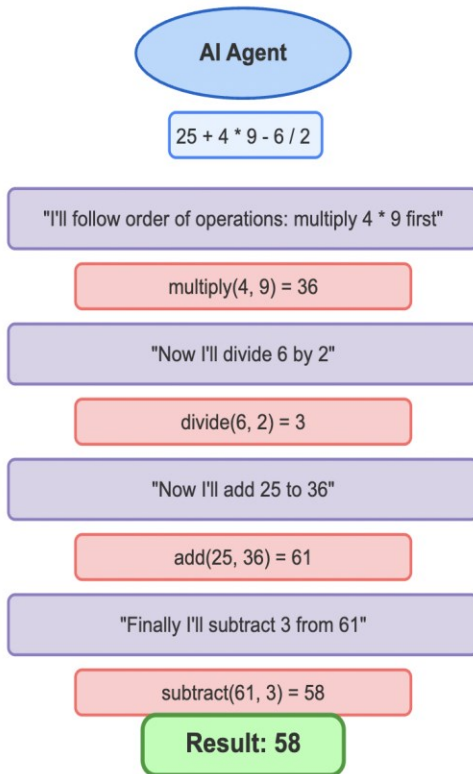 AI Agent
25 + 4 * 9 - 6 / 2
"I'll follow order of operations: multiply 4 * 9 first"
multiply(4, 9) = 36
"Now I'll divide 6 by 2"
divide(6, 2) = 3
"Now I'll add 25 to 36"
add(25, 36) = 61
"Finally I'll subtract 3 from 61"
subtract(61, 3) = 58
Result: 58